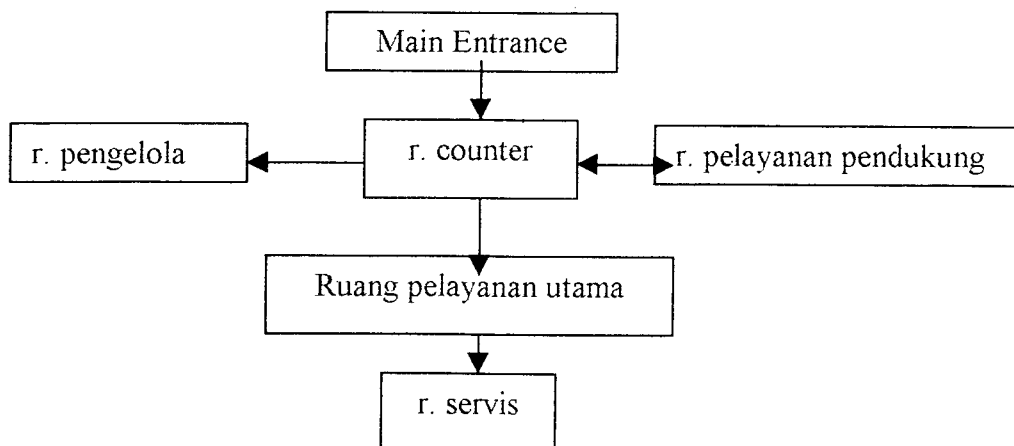 Main Entrance
r. pengelola
r. counter
r. pelayanan pendukung
Ruang pelayanan utama
r. servis